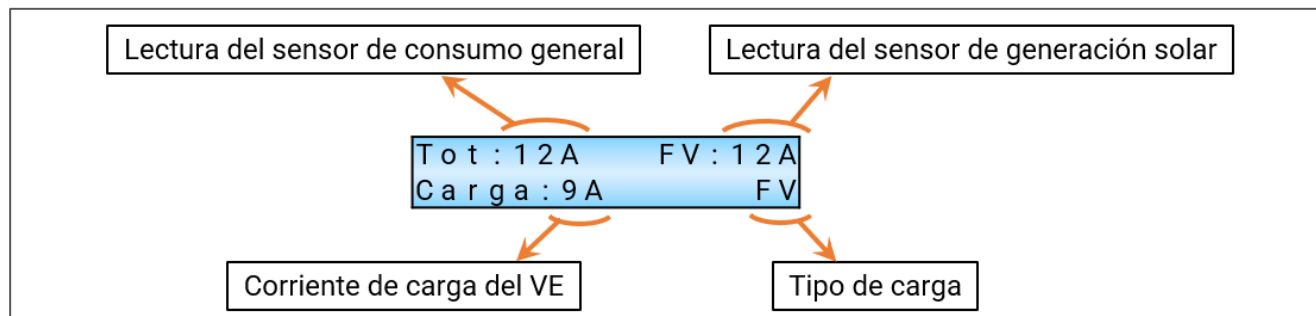 Lectura del sensor de consumo general
Lectura del sensor de generación solar
Tot:12A FV:12A
Carga:9A FV
Corriente de carga del VE
Tipo de carga